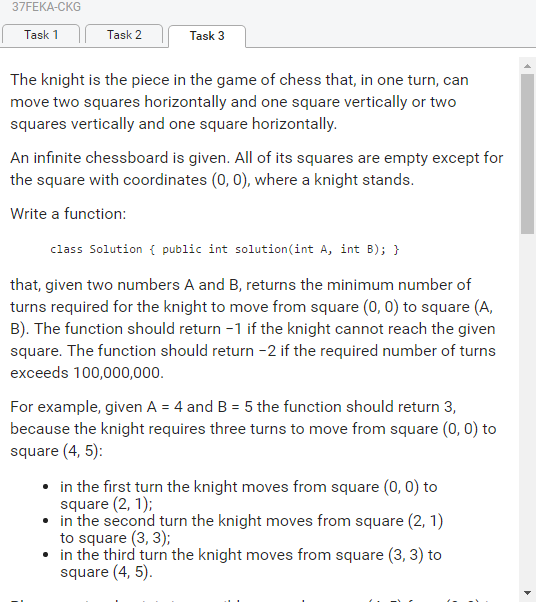 37FEKA-CKG
Task 1 Task 2 Task 3
The knight is the piece in the game of chess that, in one turn, can
move two squares horizontally and one square vertically or two
squares vertically and one square horizontally.
An infinite chessboard is given. All of its squares are empty except for
the square with coordinates (0, 0), where a knight stands.
Write a function:
class Solution { public int solution(int A, int B); }
that, given two numbers A and B, returns the minimum number of
turns required for the knight to move from square (0, 0) to square (A,
B). The function should return −1 if the knight cannot reach the given
square. The function should return −2 if the required number of turns
exceeds 100,000,000.
For example, given A = 4 and B = 5 the function should return 3,
because the knight requires three turns to move from square (0, 0) to
square (4, 5):
• in the first turn the knight moves from square (0, 0) to
square (2, 1);
• in the second turn the knight moves from square (2, 1)
to square (3, 3);
• in the third turn the knight moves from square (3, 3) to
square (4, 5).